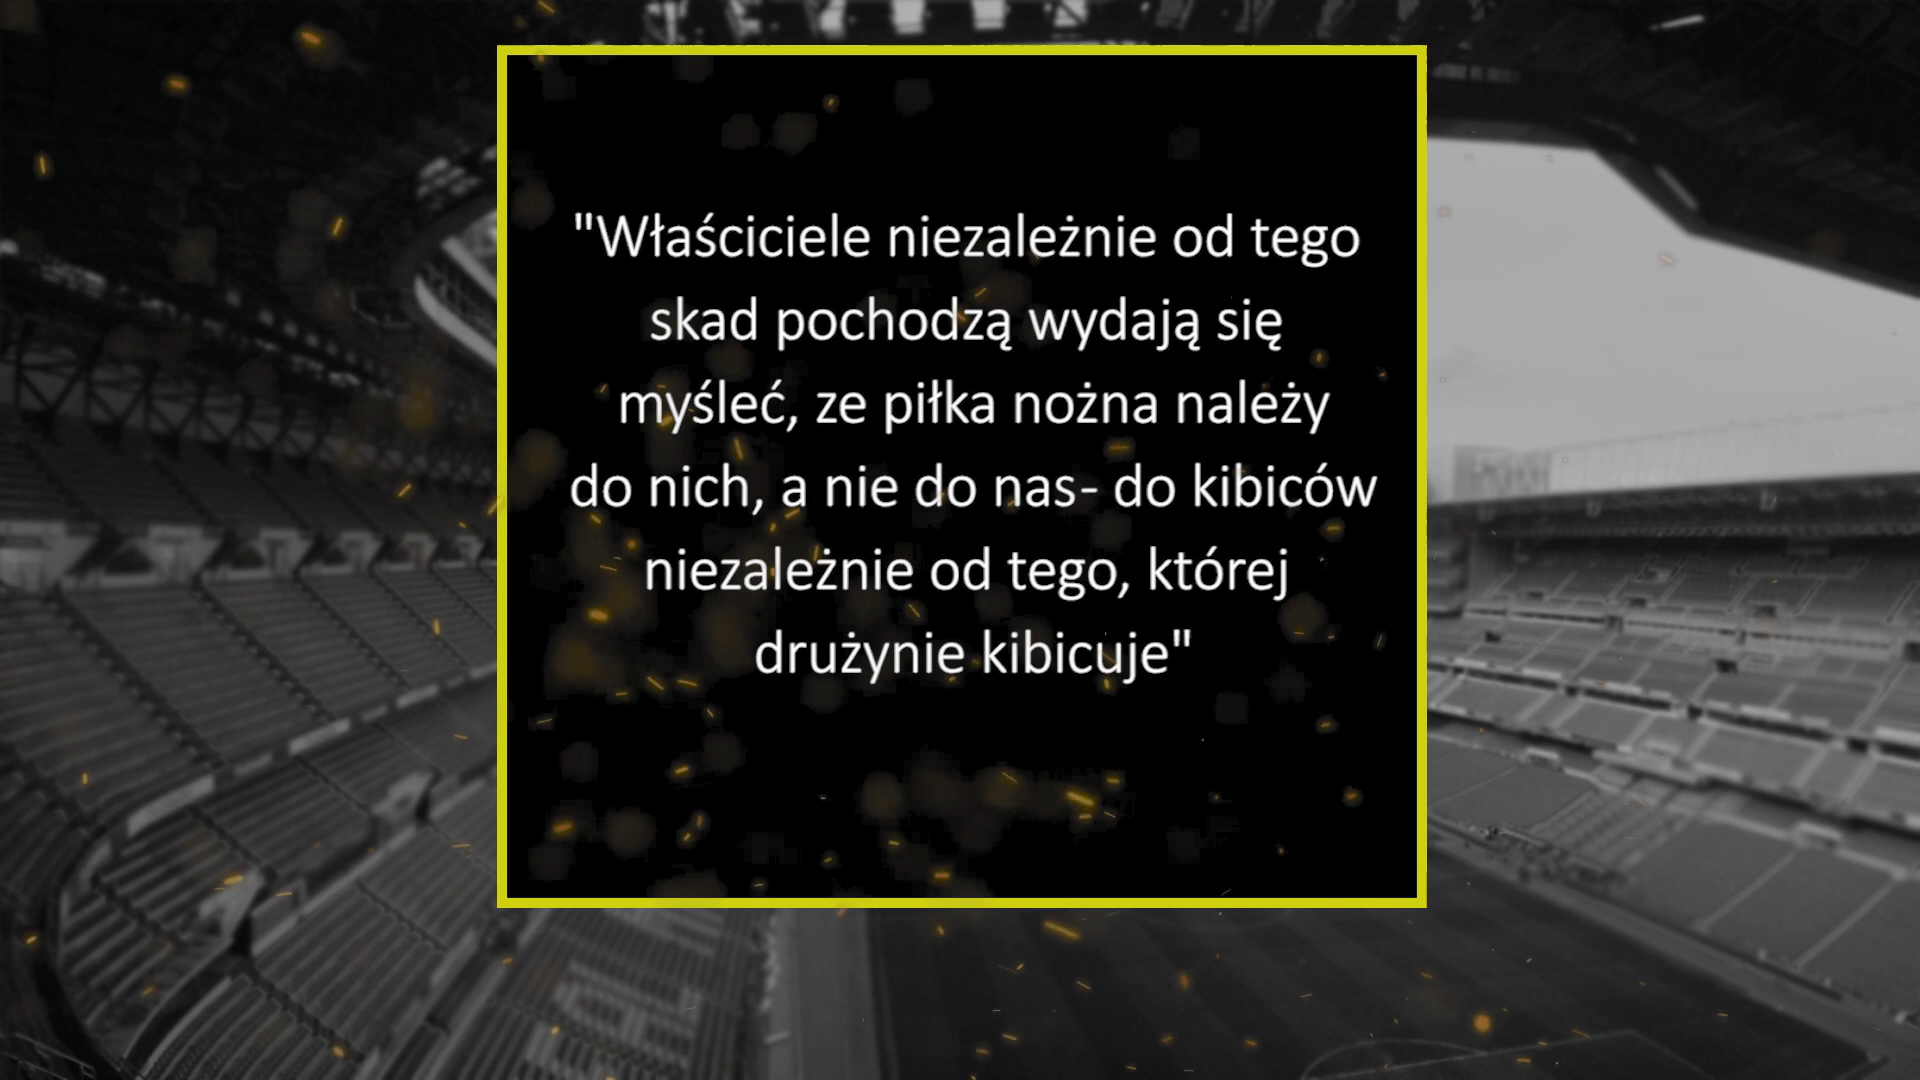 "Właściciele niezależnie od tego
skad pochodzą wydają się
myśleć, ze piłka nożna należy
do nich, a nie do nas- do kibiców
niezależnie od tego, której
drużynie kibicuje"